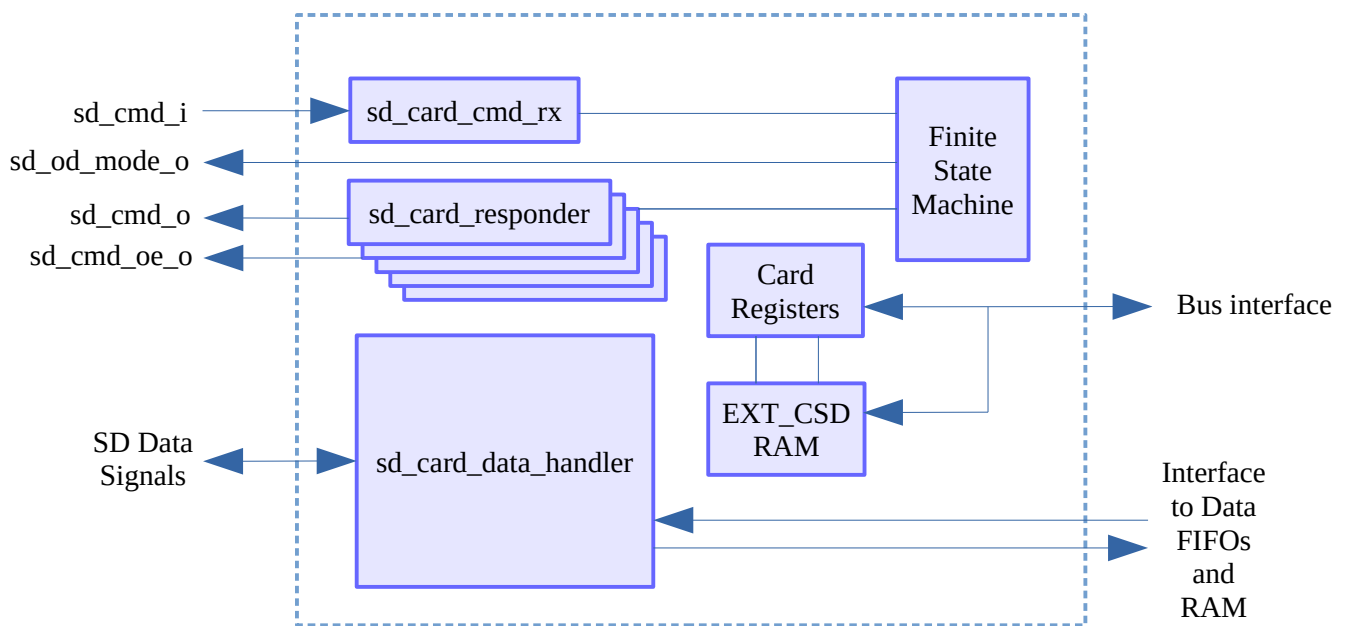 sd_cmd_i
sd_card_cmd_rx
Finite
State
Machine
sd_od_mode_o
sd_cmd_o
sd_card_responder
sd_cmd_oe_o
Card
Registers
Bus interface
EXT_CSD
RAM
SD Data
Signals
sd_card_data_handler
Interface
to Data
FIFOs
and
RAM